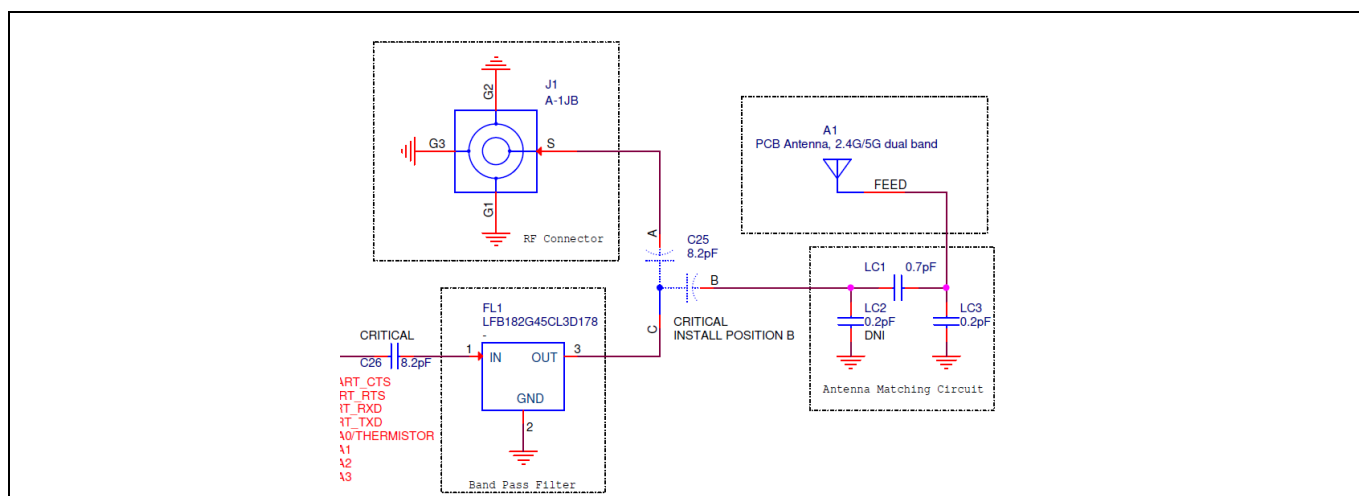 J1
A-1JB
G2
G3
S
G1
RF Connector
A1
PCB Antenna, 2.4G/5G dual band
FEED
A
C25
8.2pF
B
C
CRITICAL
INSTALL POSITION B
LC1
0.7pF
LC2
0.2pF
DNI
LC3
0.2pF
Antenna Matching Circuit
FL1
LFB182G45CL3D178
-
CRITICAL
C26
8.2pF
1
IN
OUT
3
GND
2
Band Pass Filter
ART_CTS
RT_RTS
RT_RXD
RT_TXD
A0/THERMISTOR
A1
A2
A3